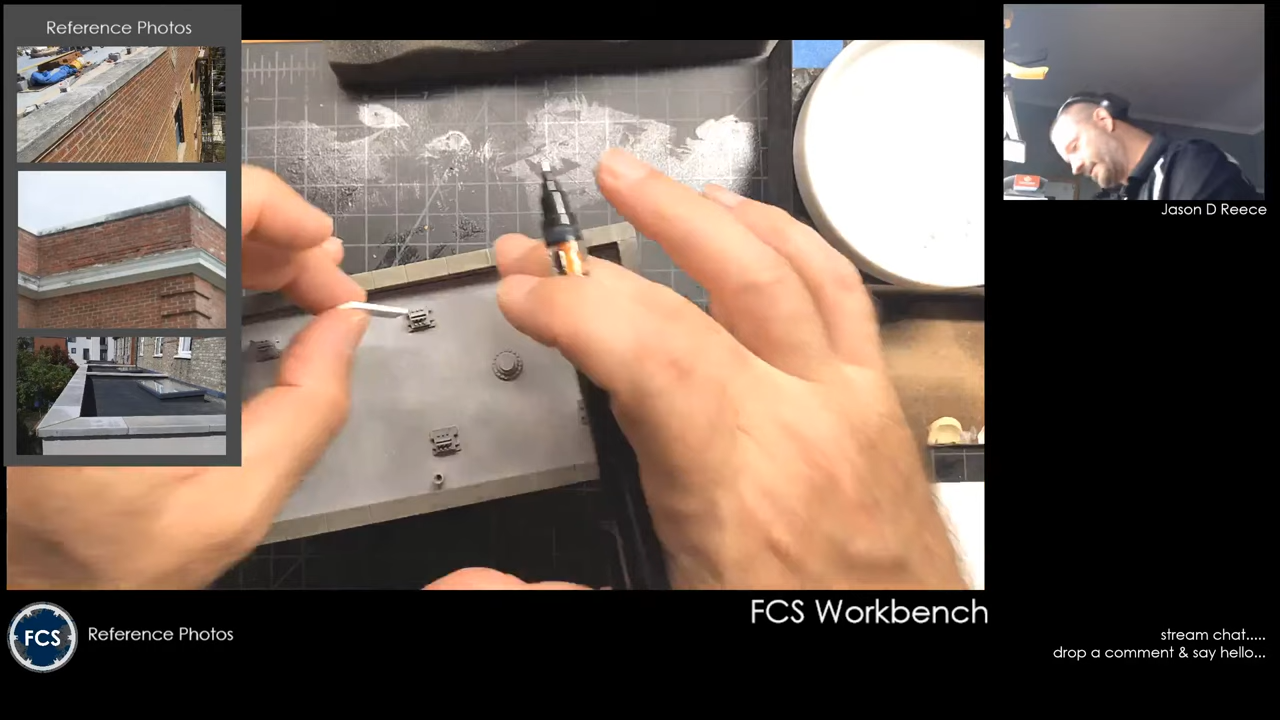 Reference Photos
Jason D Reece
FCS Workbench
FCS
Reference Photos
stream chat.....
drop a comment & say hello...